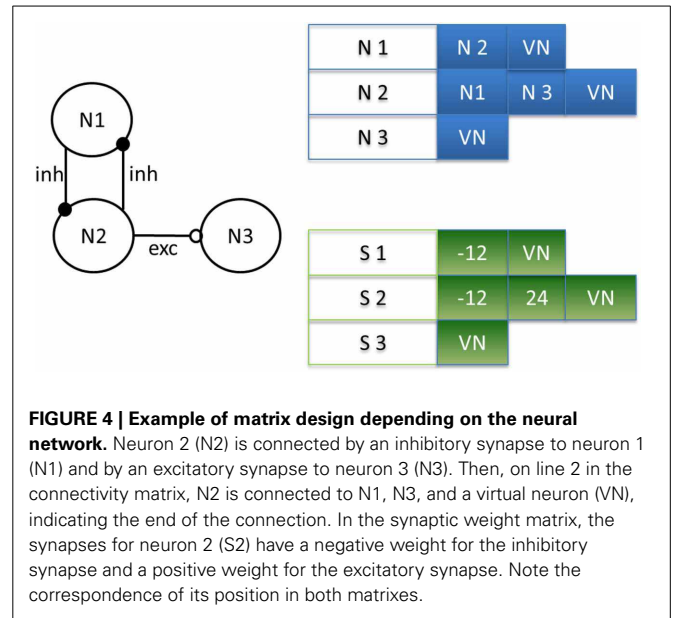 N1
inh
inh
N2
exc
N3
N 1 N 2 VN
N 2 N1 N 3 VN
N 3 VN
S 1 -12 VN
S 2 -12 24 VN
S 3 VN
FIGURE 4 | Example of matrix design depending on the neural
network. Neuron 2 (N2) is connected by an inhibitory synapse to neuron 1
(N1) and by an excitatory synapse to neuron 3 (N3). Then, on line 2 in the
connectivity matrix, N2 is connected to N1, N3, and a virtual neuron (VN),
indicating the end of the connection. In the synaptic weight matrix, the
synapses for neuron 2 (S2) have a negative weight for the inhibitory
synapse and a positive weight for the excitatory synapse. Note the
correspondence of its position in both matrixes.